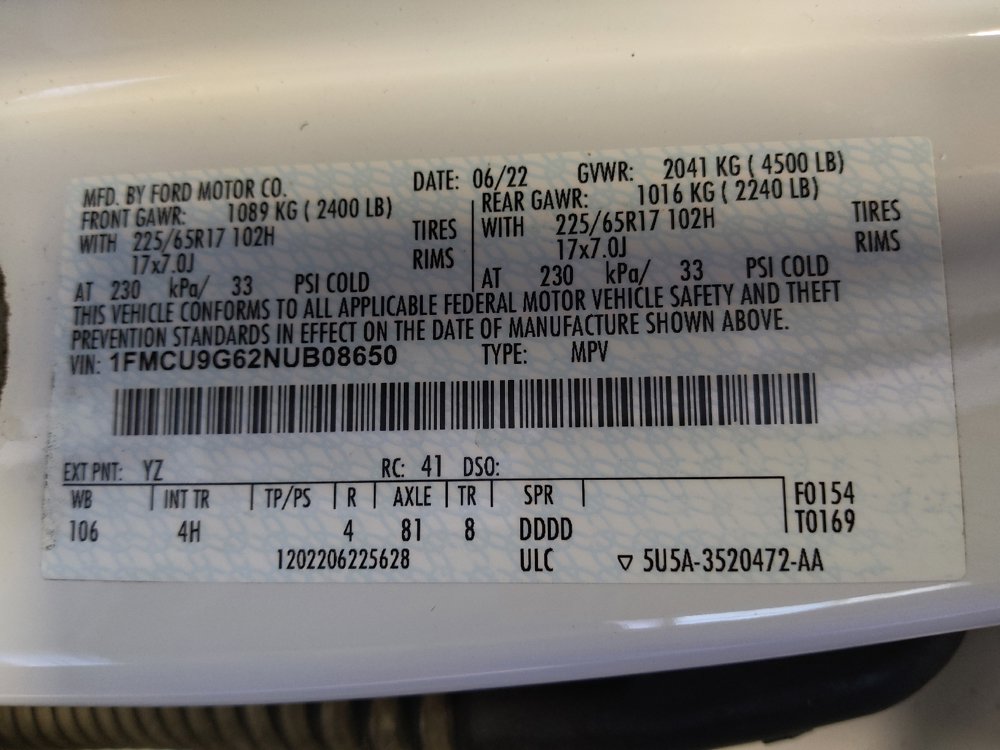 MFD. BY FORD MOTOR CO. DATE: 06/22 GVWR: 2041 KG ( 4500 LB)
FRONT GAWR: 1089 KG ( 2400 LB) REAR GAWR: 1016 KG ( 2240 LB)
WITH 225/65R17 102H TIRES WITH 225/65R17 102H TIRES
17x7.0J RIMS 17x7.0J RIMS
AT 230 kPa/ 33 PSI COLD AT 230 kPa/ 33 PSI COLD
THIS VEHICLE CONFORMS TO ALL APPLICABLE FEDERAL MOTOR VEHICLE SAFETY AND THEFT
PREVENTION STANDARDS IN EFFECT ON THE DATE OF MANUFACTURE SHOWN ABOVE.
VIN: 1FMCU9G62NUB08650 TYPE: MPV
EXT PNT: YZ RC: 41 DSO:
WB INT TR TP/PS R AXLE TR SPR F0154
106 4H 4 81 8 DDDD T0169
1202206225628 ULC ▽ 5U5A-3520472-AA